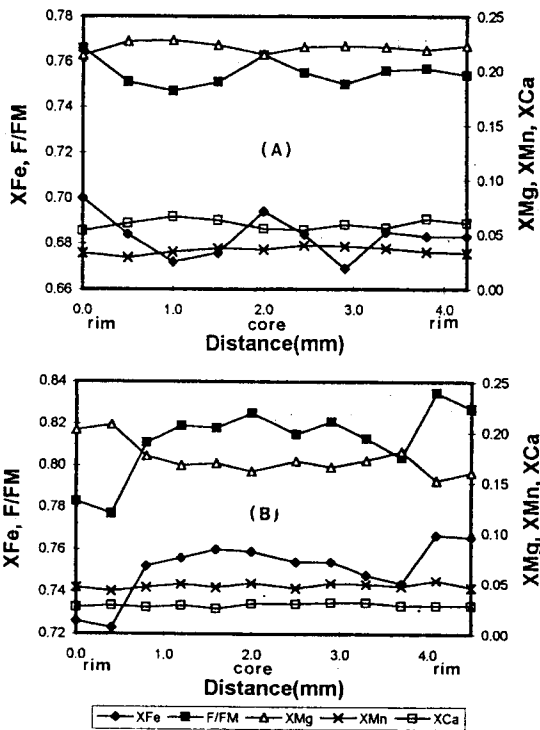 0.78
0.76
0.74
0.72
0.70
0.68
0.66
XFe, F/FM
0.25
0.20
0.15
0.10
0.05
0.00
XMg, XMn, XCa
(A)
0.0 1.0 2.0 3.0 4.0
rim core rim
Distance(mm)
0.84
0.82
0.80
0.78
0.76
0.74
0.72
XFe, F/FM
0.25
0.20
0.15
0.10
0.05
0.00
XMg, XMn, XCa
(B)
0.0 1.0 2.0 3.0 4.0
rim core rim
Distance(mm)
XFe F/FM XMg XMn XCa